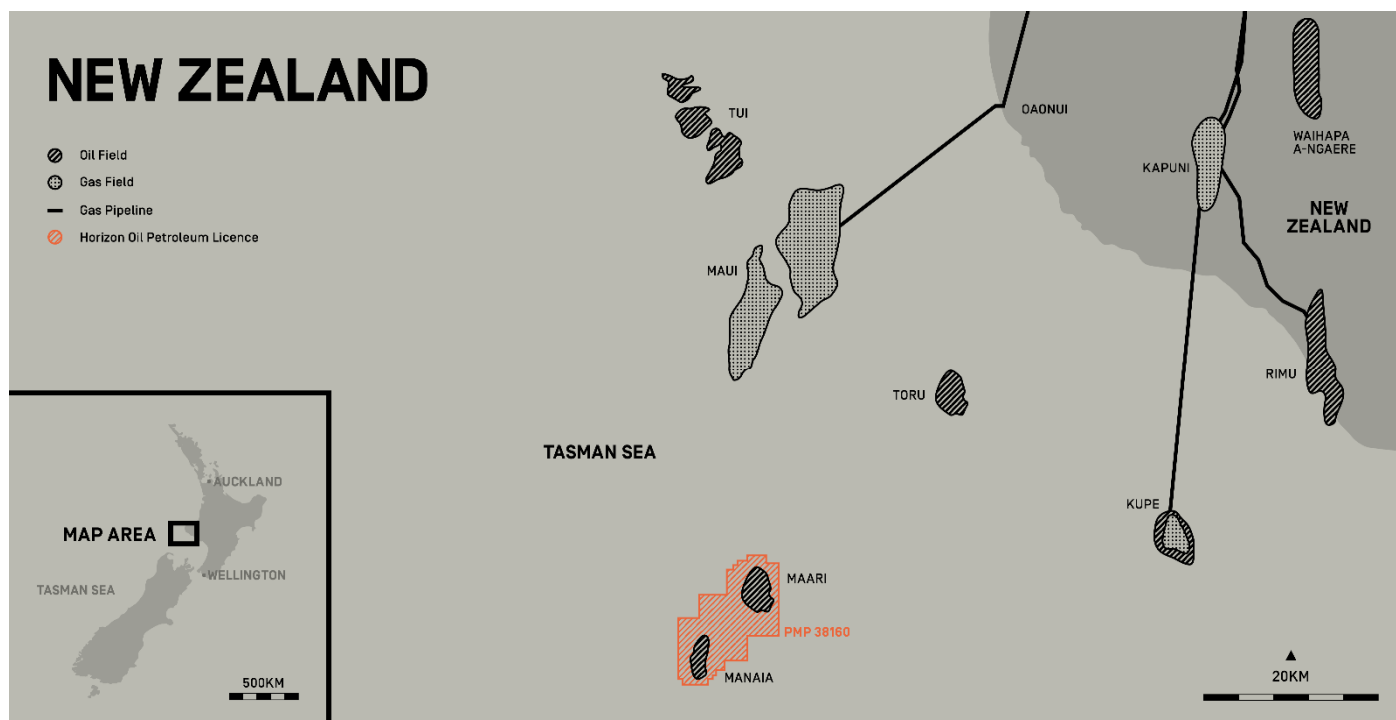 NEW ZEALAND
Oil Field
Gas Field
Gas Pipeline
Horizon Oil Petroleum Licence
TUI
OAONUI
WAIHAPA
A-NGAERE
KAPUNI
NEW
ZEALAND
MAUI
RIMU
TORU
TASMAN SEA
KUPE
MAARI
PMP 38160
MANAIA
20KM
AUCKLAND
MAP AREA
WELLINGTON
TASMAN SEA
500KM